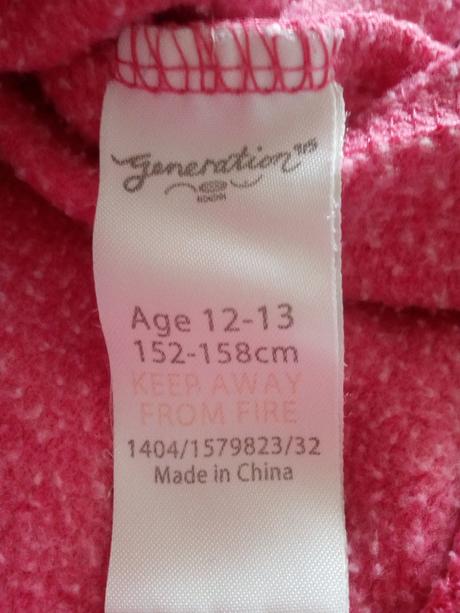 Generation
Age 12-13
152-158cm
KEEP AWAY
FROM FIRE
1404/1579823/32
Made in China